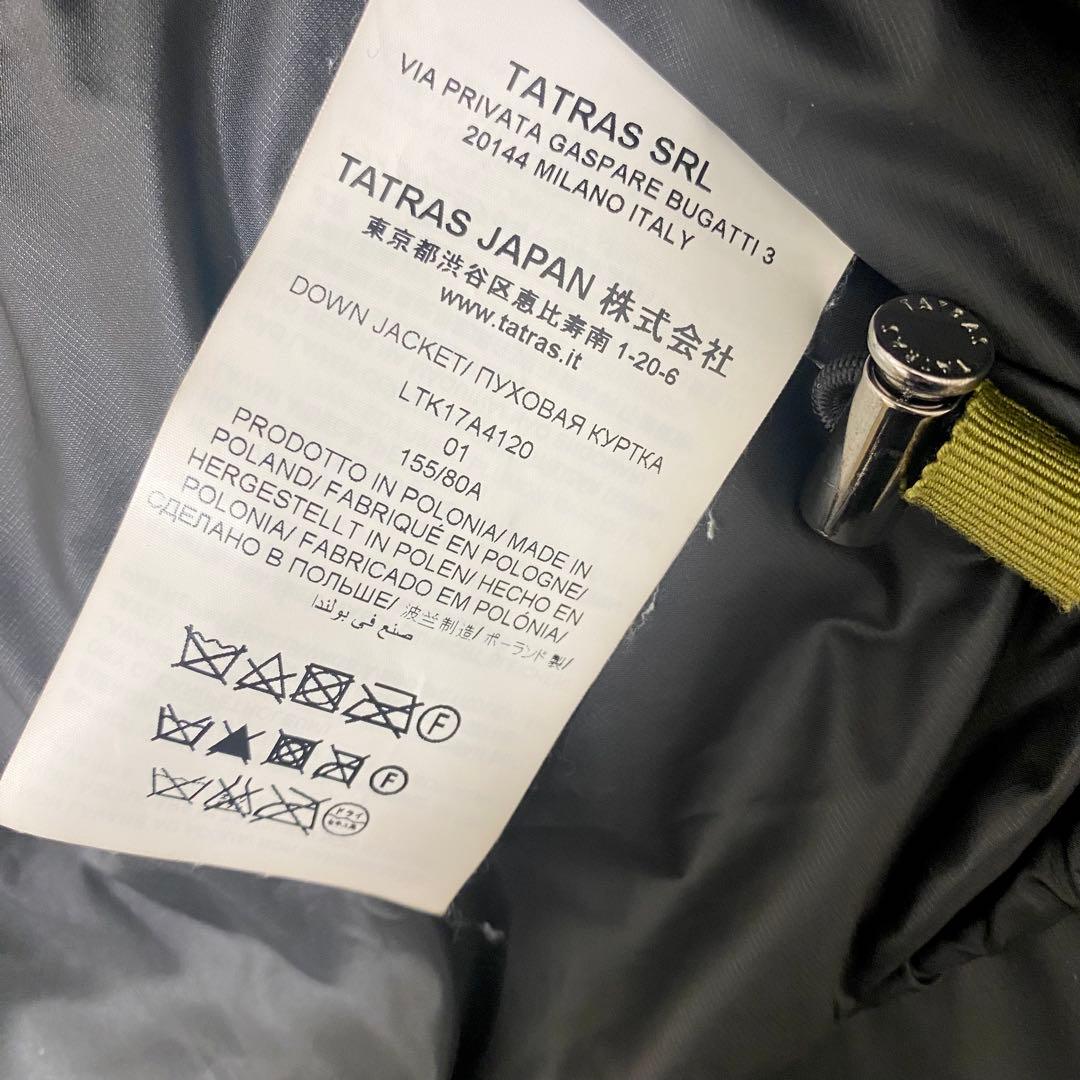 TATRAS SRL
VIA PRIVATA GASPARE BUGATTI 3
20144 MILANO ITALY
TATRAS JAPAN 株式会社
東京都渋谷区恵比寿南 1-20-6
www.tatras.it
DOWN JACKET/ ПУХОВАЯ КУРТКА
LTK17A4120
01
155/80A
PRODOTTO IN POLONIA/ MADE IN
POLAND/ FABRIQUÉ EN POLOGNE/
HERGESTELLT IN POLEN/ HECHO EN
POLONIA/ FABRICADO EM POLÓNIA/
СДЕЛАНО В ПОЛЬШЕ/ 波兰制造/ ポーランド製/
صنع في بولندا
F
F
ドライ
TATRAS